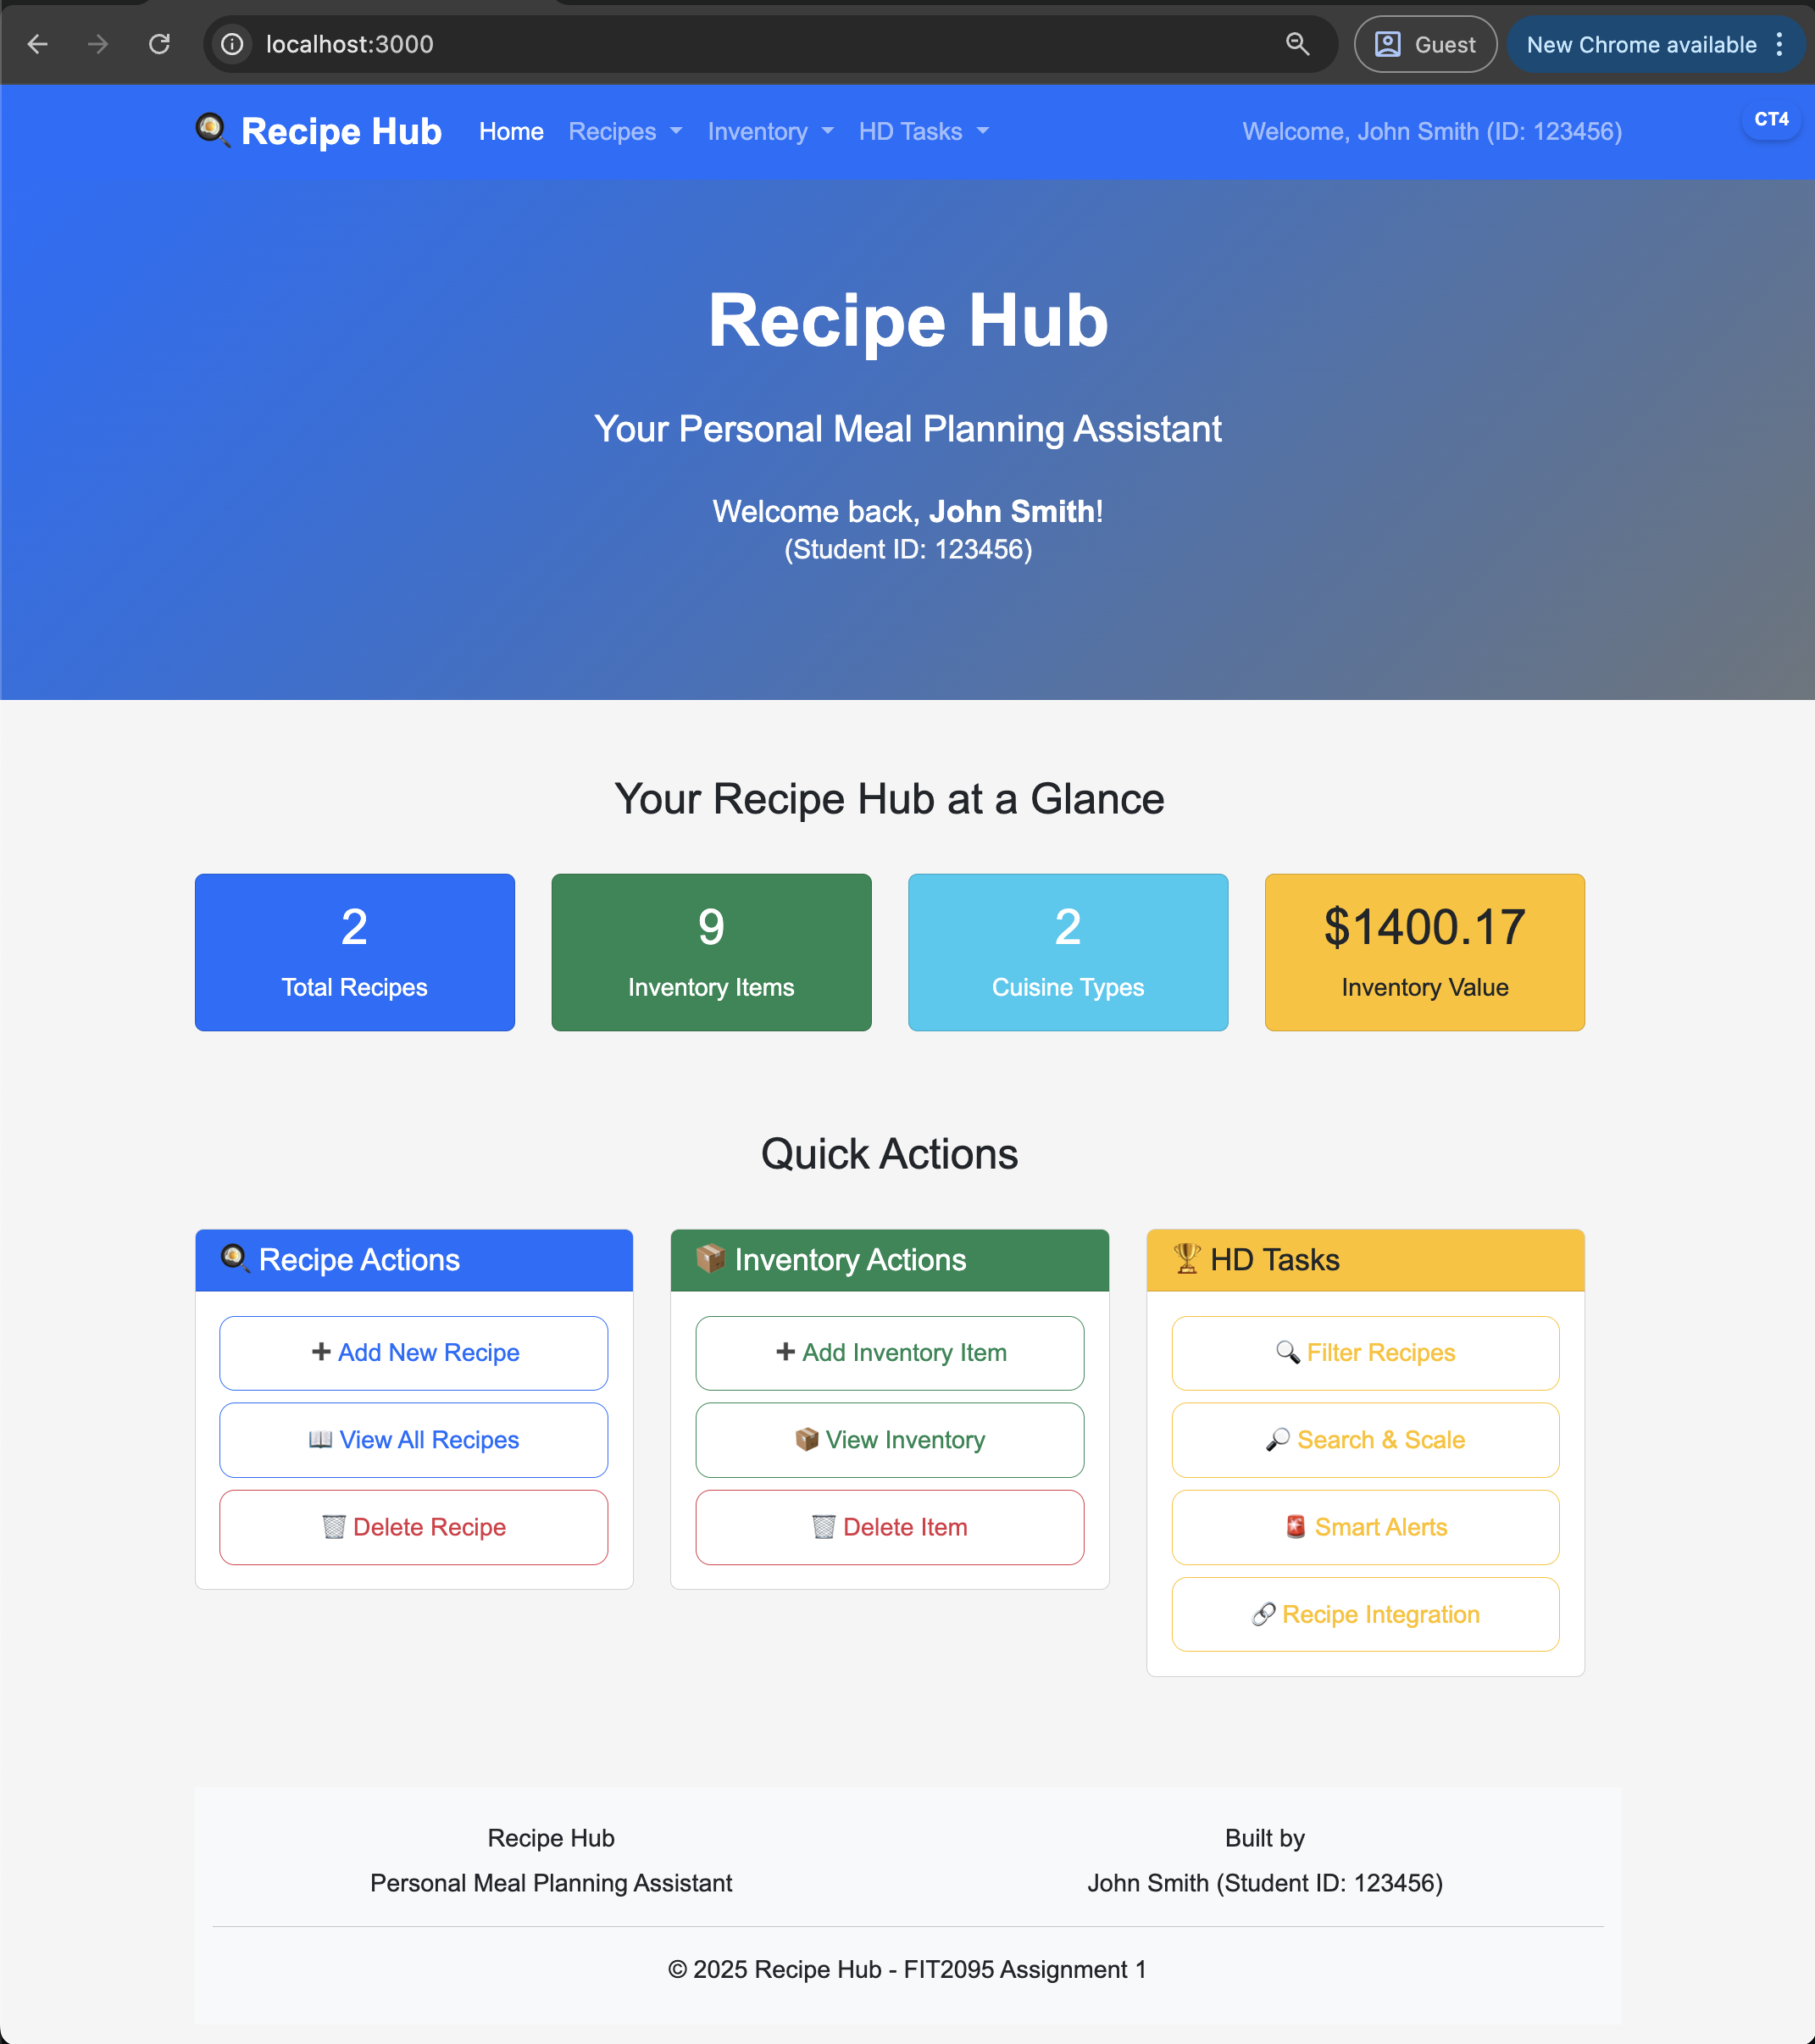 localhost:3000
Guest
New Chrome available
Recipe Hub Home Recipes Inventory HD Tasks Welcome, John Smith (ID: 123456) CT4
Recipe Hub
Your Personal Meal Planning Assistant
Welcome back, John Smith!
(Student ID: 123456)
Your Recipe Hub at a Glance
2
Total Recipes
9
Inventory Items
2
Cuisine Types
$1400.17
Inventory Value
Quick Actions
Recipe Actions
Add New Recipe
View All Recipes
Delete Recipe
Inventory Actions
Add Inventory Item
View Inventory
Delete Item
HD Tasks
Filter Recipes
Search & Scale
Smart Alerts
Recipe Integration
Recipe Hub
Personal Meal Planning Assistant
Built by
John Smith (Student ID: 123456)
© 2025 Recipe Hub - FIT2095 Assignment 1